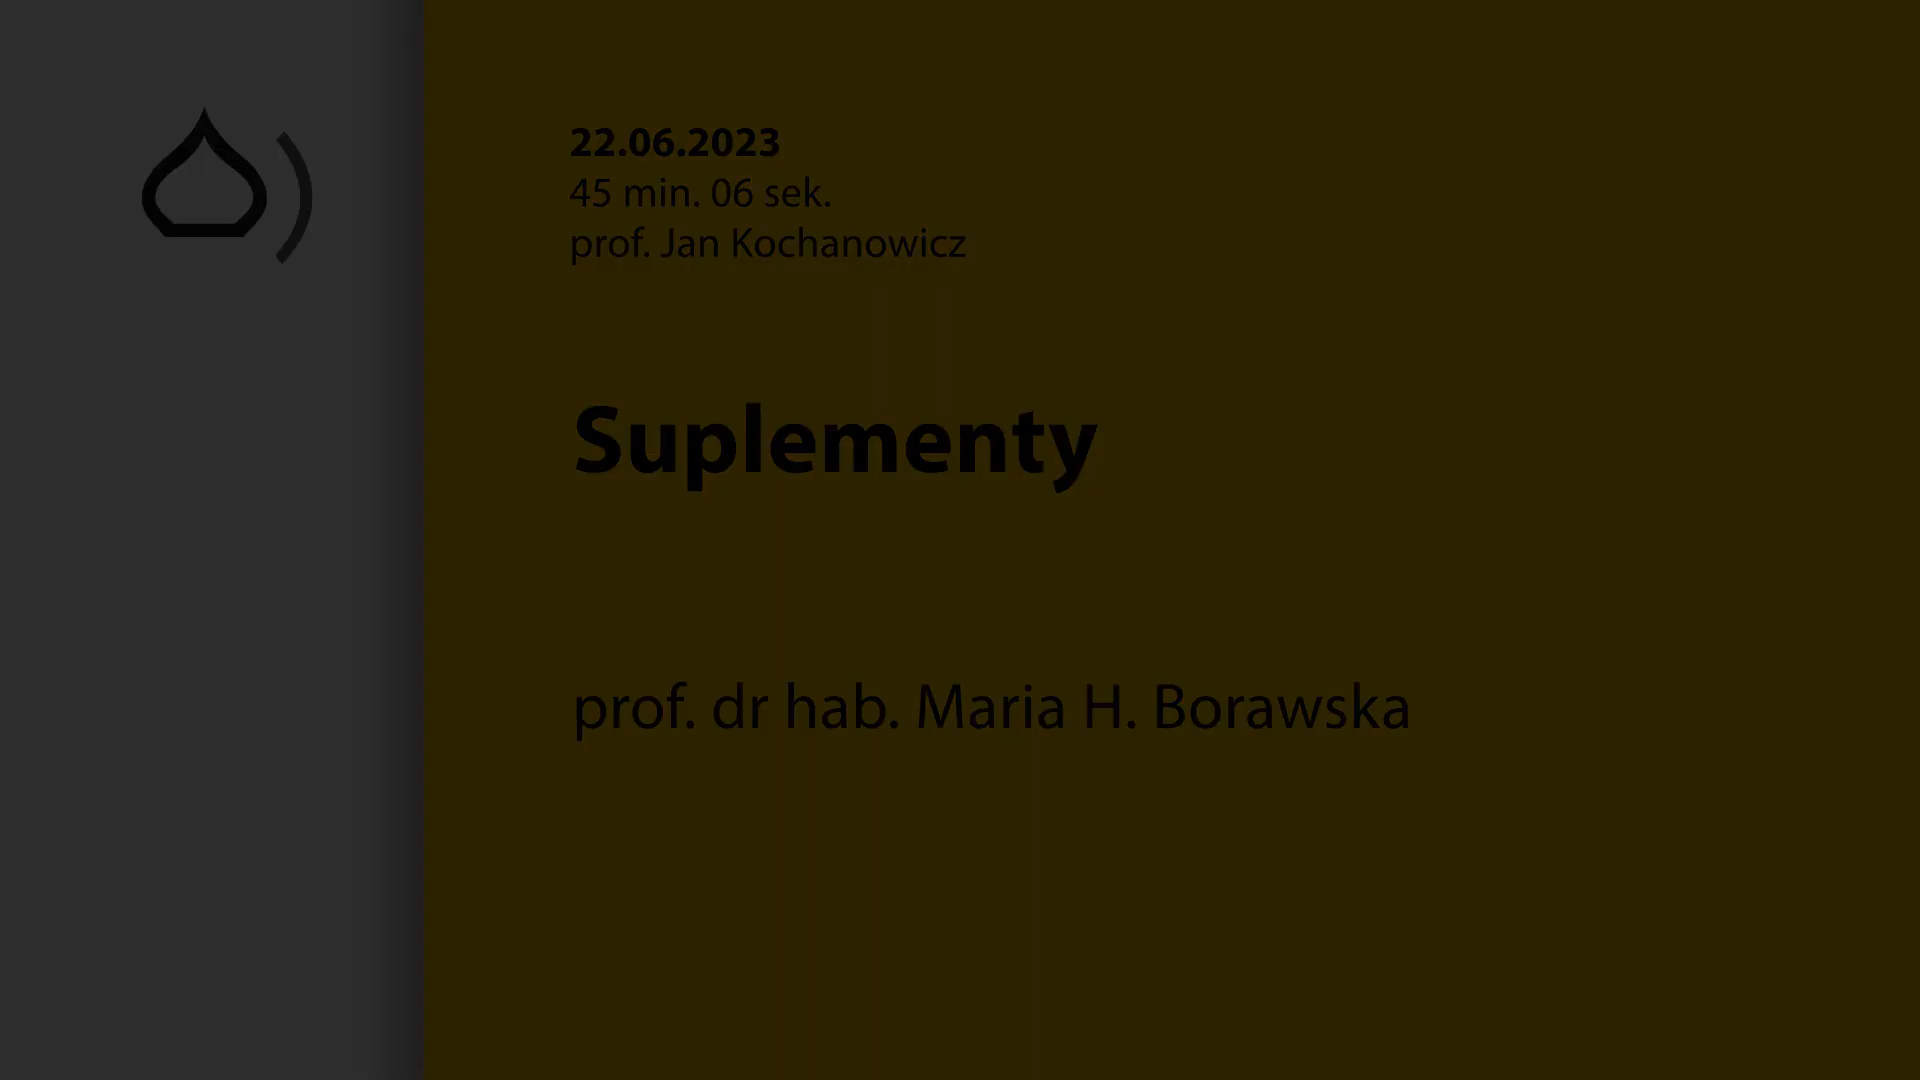 22.06.2023
45 min. 06 sek.
prof. Jan Kochanowicz
Suplementy
prof. dr hab. Maria H. Borawska